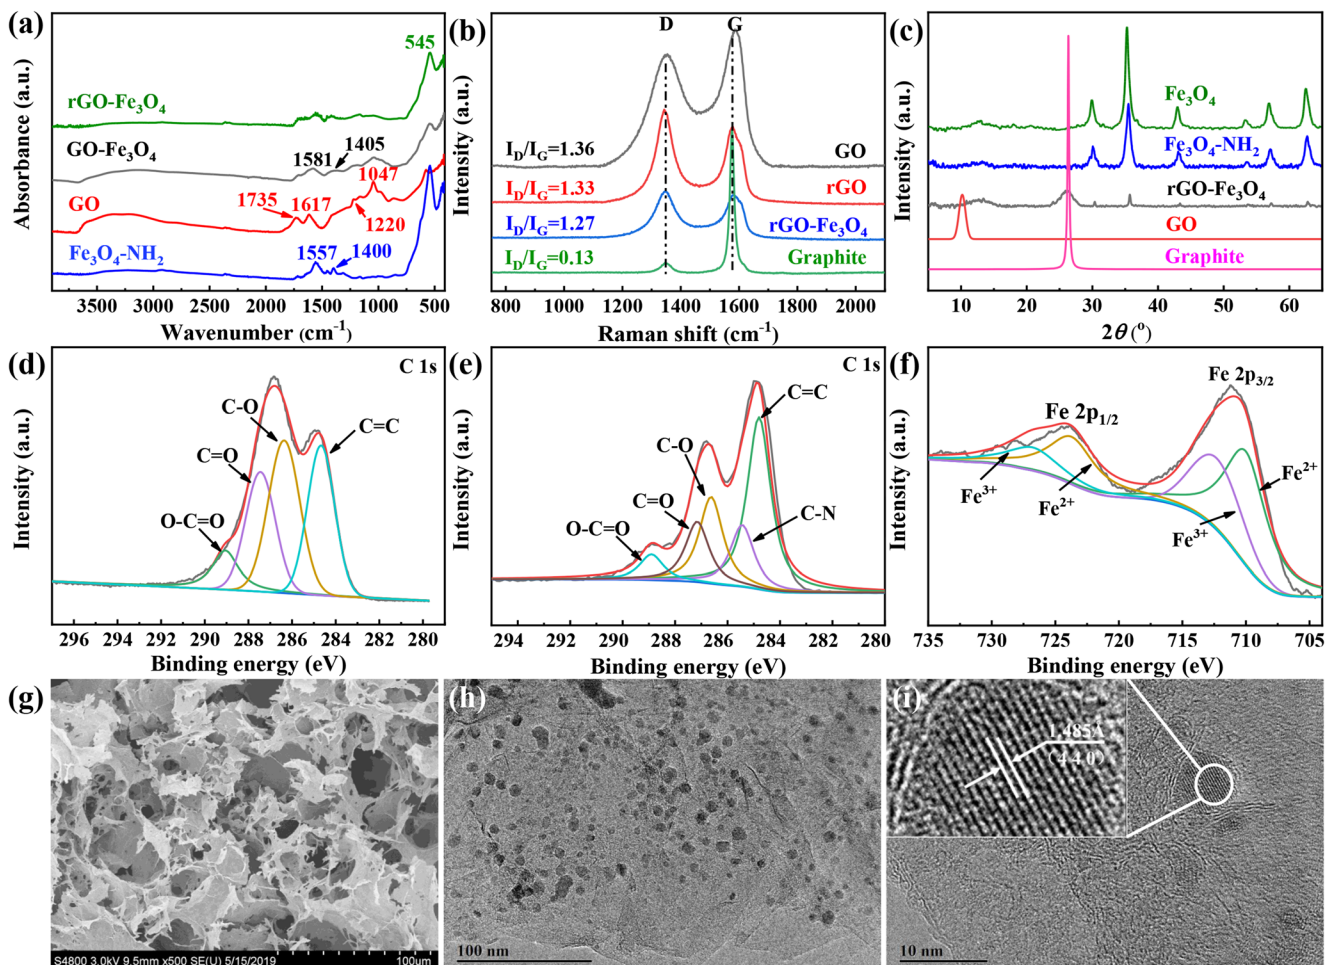 (a)
545
rGO-Fe3O4
GO-Fe3O4
1581
1405
GO
1735
1617
1047
1220
Fe3O4-NH2
1557
1400
Absorbance (a.u.)
3500 3000 2500 2000 1500 1000 500
Wavenumber (cm-1)
(b)
D
G
ID/IG=1.36
GO
ID/IG=1.33
rGO
ID/IG=1.27
rGO-Fe3O4
ID/IG=0.13
Graphite
Intensity (a.u.)
800 1000 1200 1400 1600 1800 2000
Raman shift (cm-1)
(c)
Fe3O4
Fe3O4-NH2
rGO-Fe3O4
GO
Graphite
Intensity (a.u.)
10 20 30 40 50 60
2θ (o)
(d)
C 1s
C-O
C=C
C=O
O-C=O
Intensity (a.u.)
296 294 292 290 288 286 284 282 280
Binding energy (eV)
(e)
C 1s
C=C
C-O
C=O
O-C=O
C-N
Intensity (a.u.)
294 292 290 288 286 284 282 280
Binding energy (eV)
(f)
Fe 2p3/2
Fe 2p1/2
Fe3+
Fe2+
Fe3+
Fe2+
Intensity (a.u.)
735 730 725 720 715 710 705
Binding energy (eV)
(g)
S4800 3.0kV 9.5mm x500 SE(U) 5/15/2019 100um
(h)
100 nm
(i)
1.485Å
(4 4 0)
10 nm